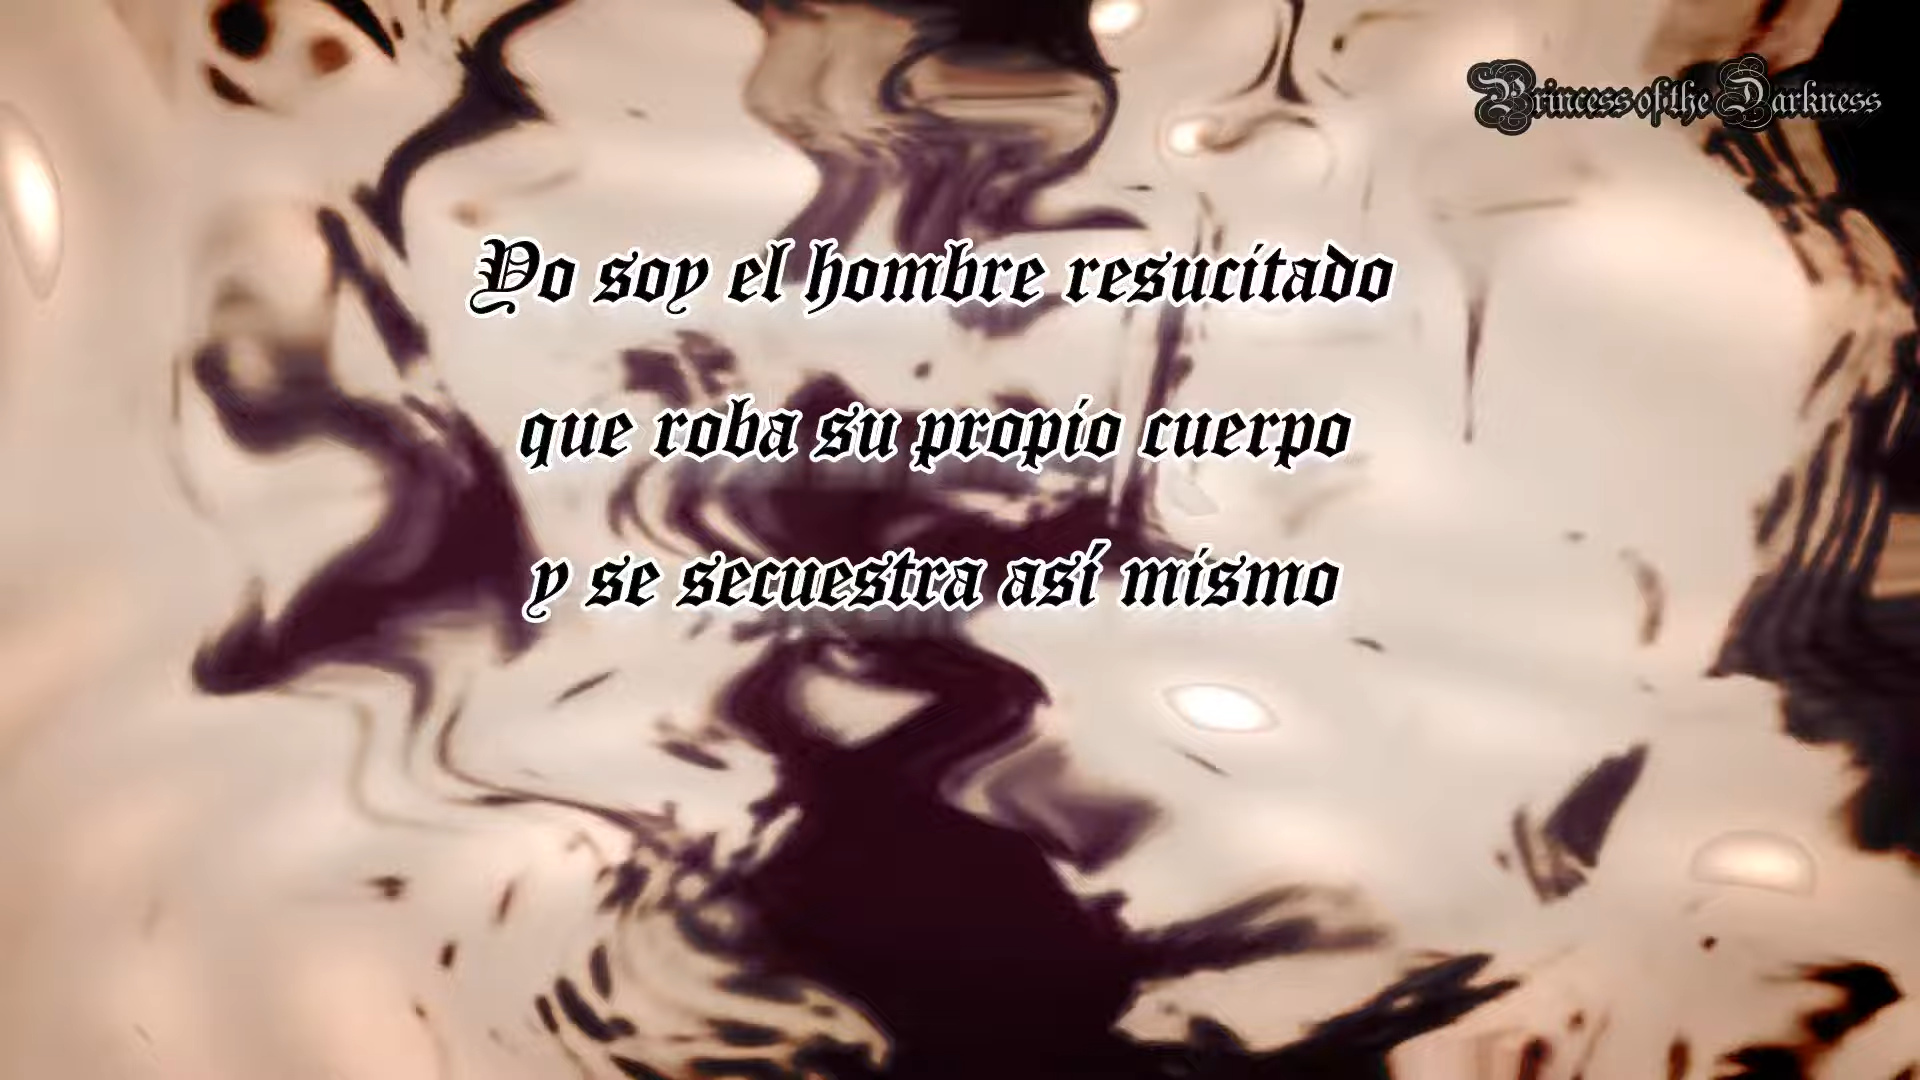 Princess of the Darkness
Yo soy el hombre resucitado
que roba su propio cuerpo
y se secuestra así mismo